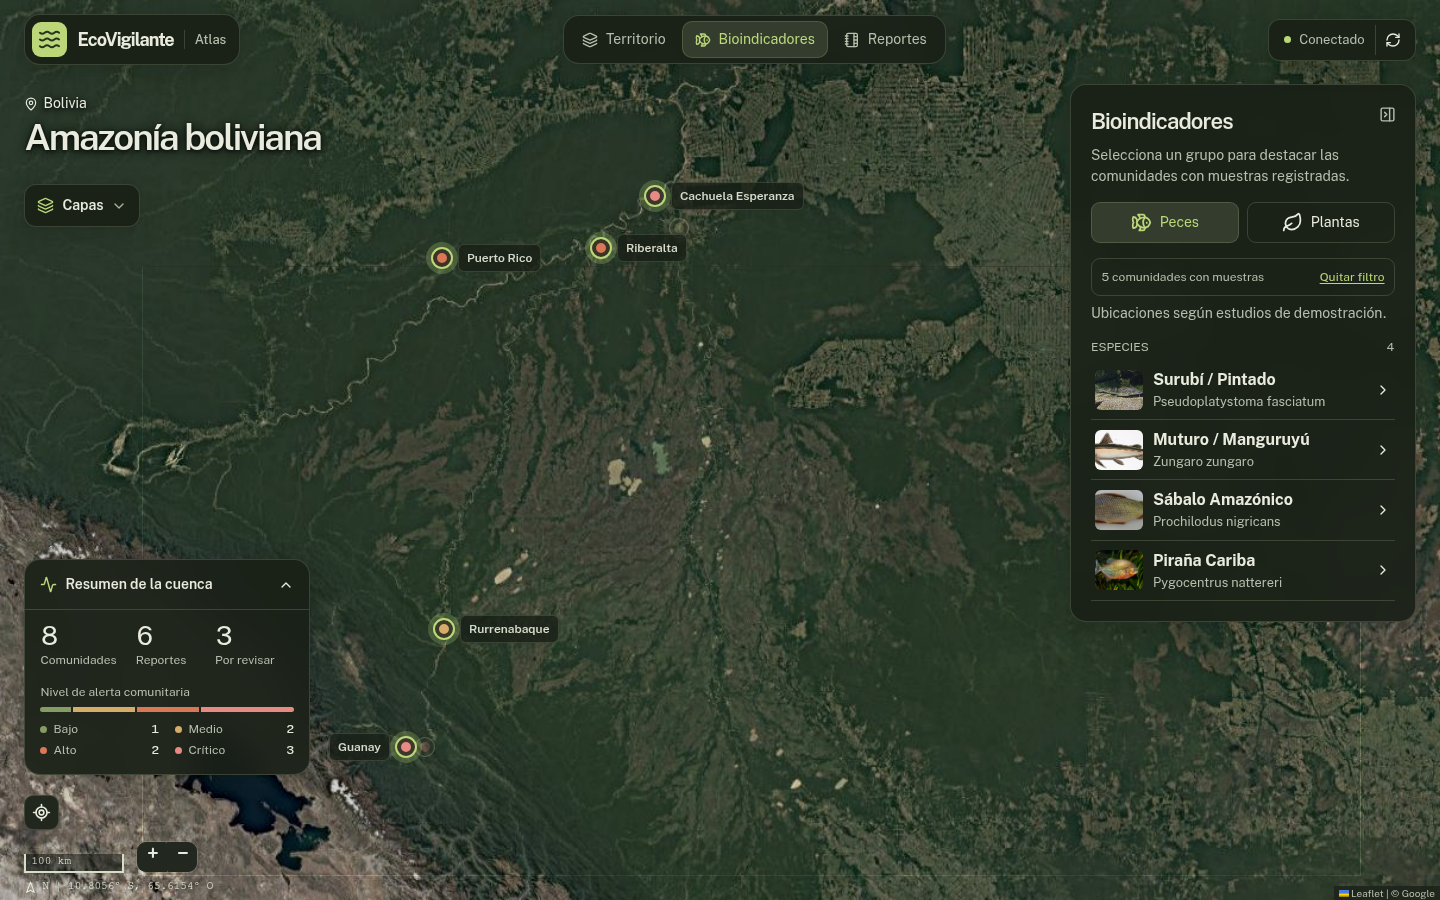 EcoVigilante Atlas
Territorio Bioindicadores Reportes
Conectado
Bolivia
Amazonía boliviana
Capas
Cachuela Esperanza
Riberalta
Puerto Rico
Rurrenabaque
Guanay
Bioindicadores
Selecciona un grupo para destacar las
comunidades con muestras registradas.
Peces Plantas
5 comunidades con muestras Quitar filtro
Ubicaciones según estudios de demostración.
ESPECIES 4
Surubí / Pintado
Pseudoplatystoma fasciatum
Muturo / Manguruyú
Zungaro zungaro
Sábalo Amazónico
Prochilodus nigricans
Piraña Cariba
Pygocentrus nattereri
Resumen de la cuenca
8 6 3
Comunidades Reportes Por revisar
Nivel de alerta comunitaria
Bajo 1 Medio 2
Alto 2 Crítico 3
100 km
+ −
N 65.6154° O
Leaflet | © Google